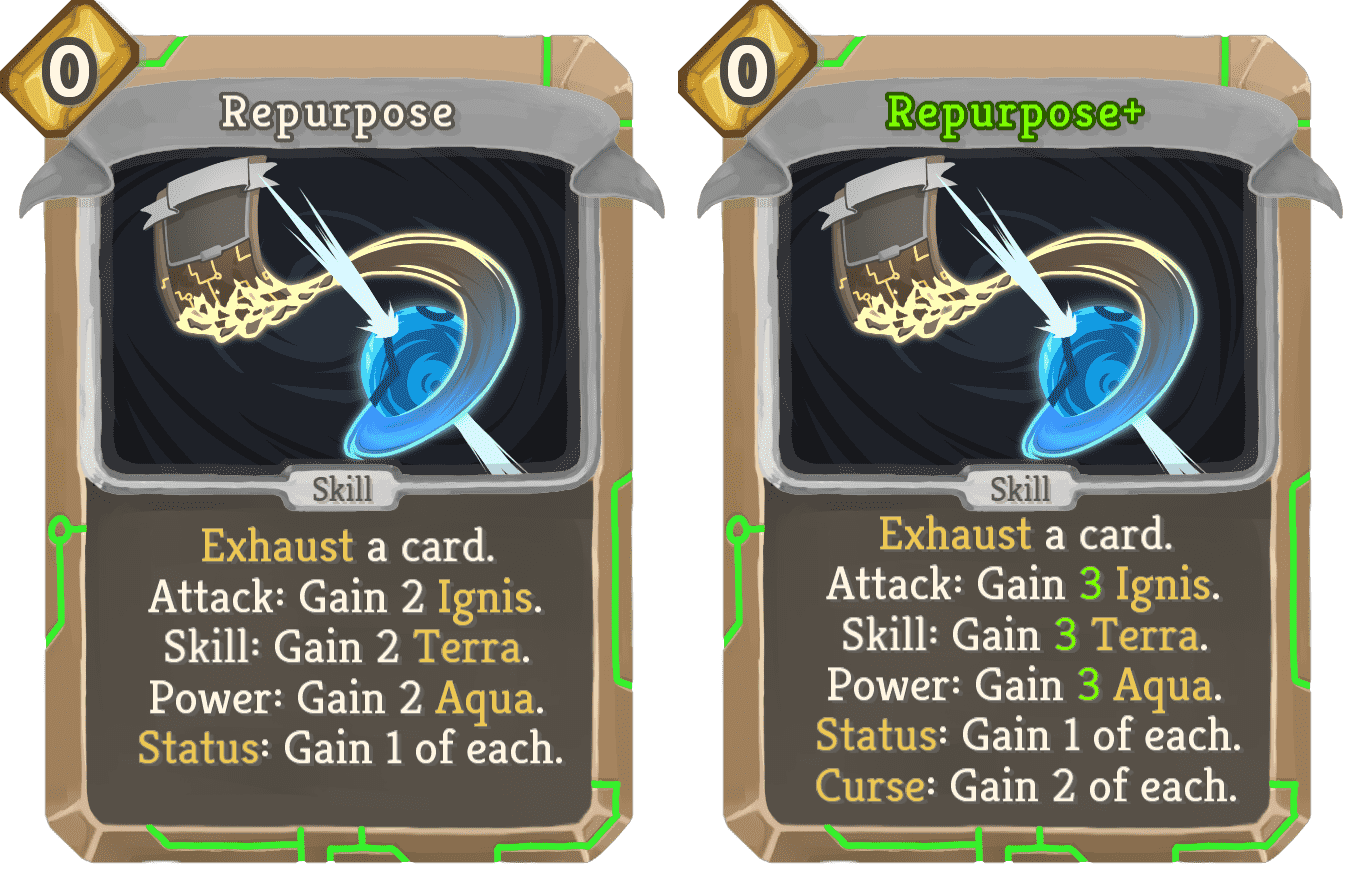 0
Repurpose
Skill
Exhaust a card.
Attack: Gain 2 Ignis.
Skill: Gain 2 Terra.
Power: Gain 2 Aqua.
Status: Gain 1 of each.
0
Repurpose+
Skill
Exhaust a card.
Attack: Gain 3 Ignis.
Skill: Gain 3 Terra.
Power: Gain 3 Aqua.
Status: Gain 1 of each.
Curse: Gain 2 of each.